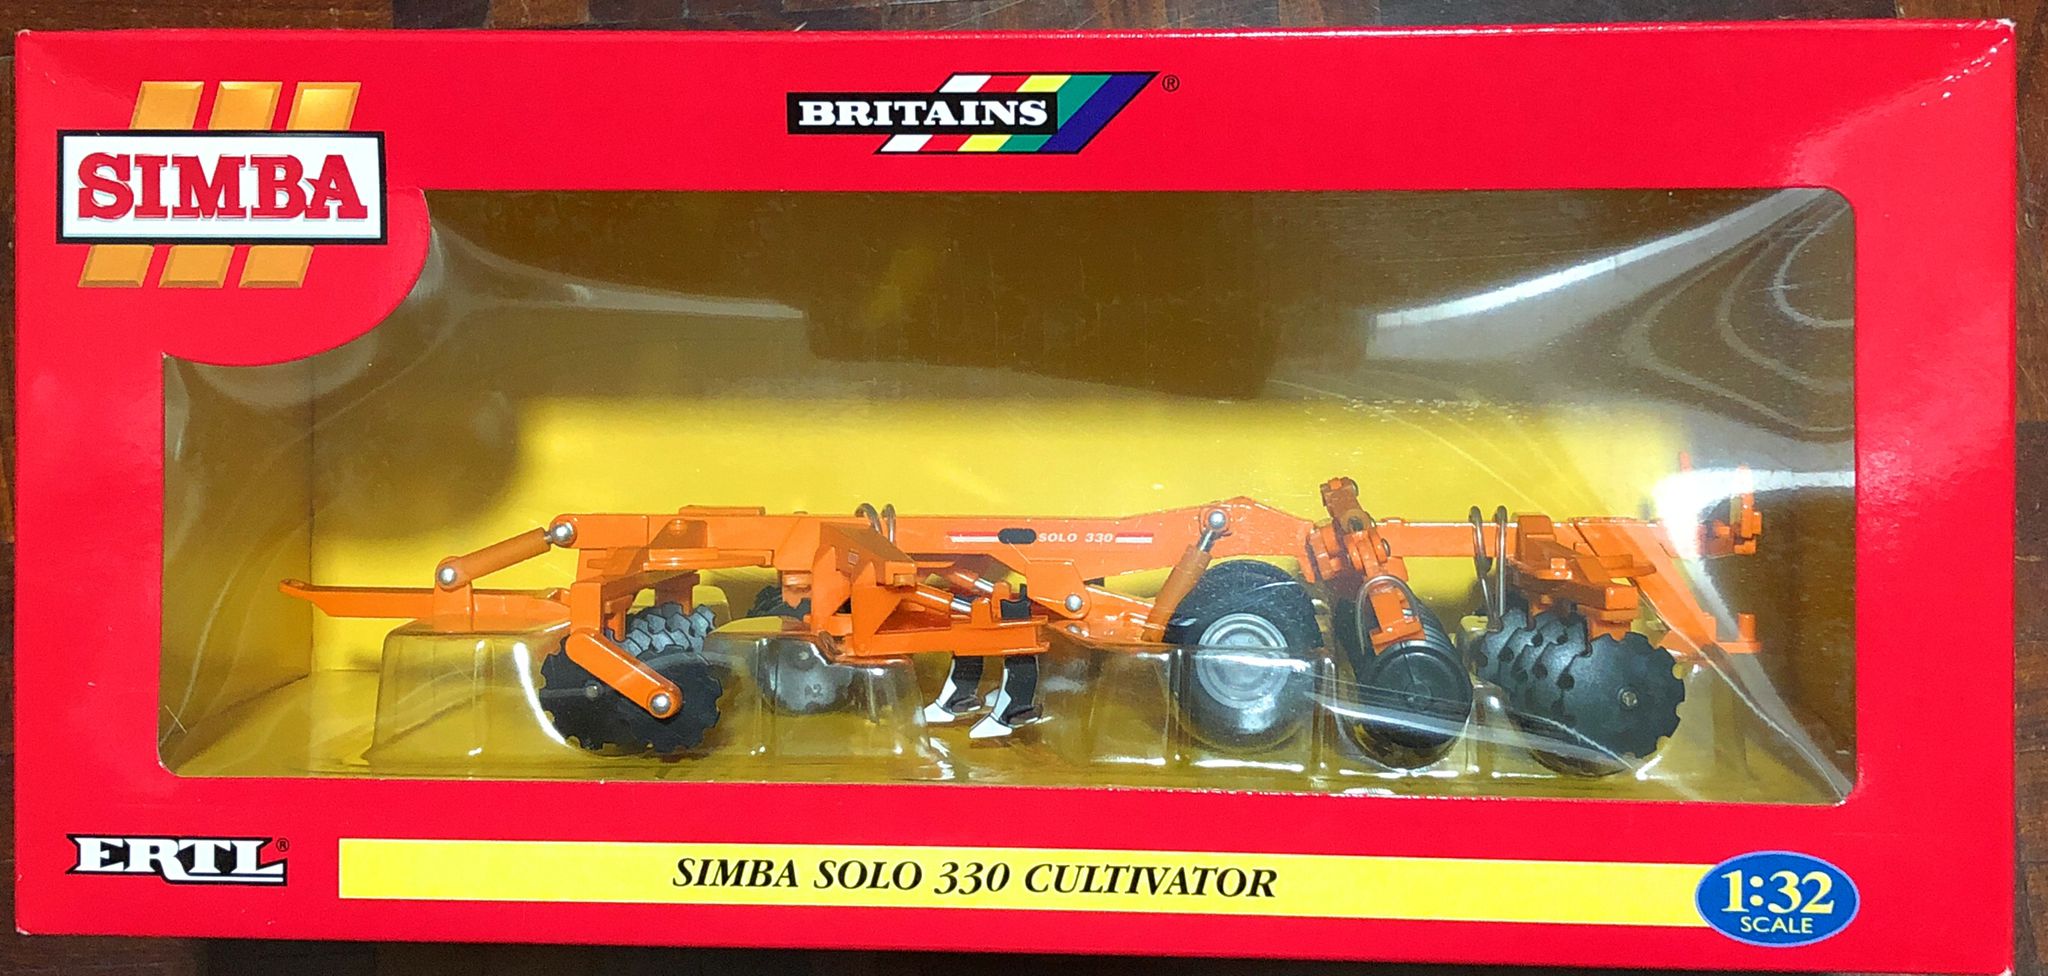 SIMBA
BRITAINS®
SOLO 330
ERTL®
SIMBA SOLO 330 CULTIVATOR
1:32
SCALE